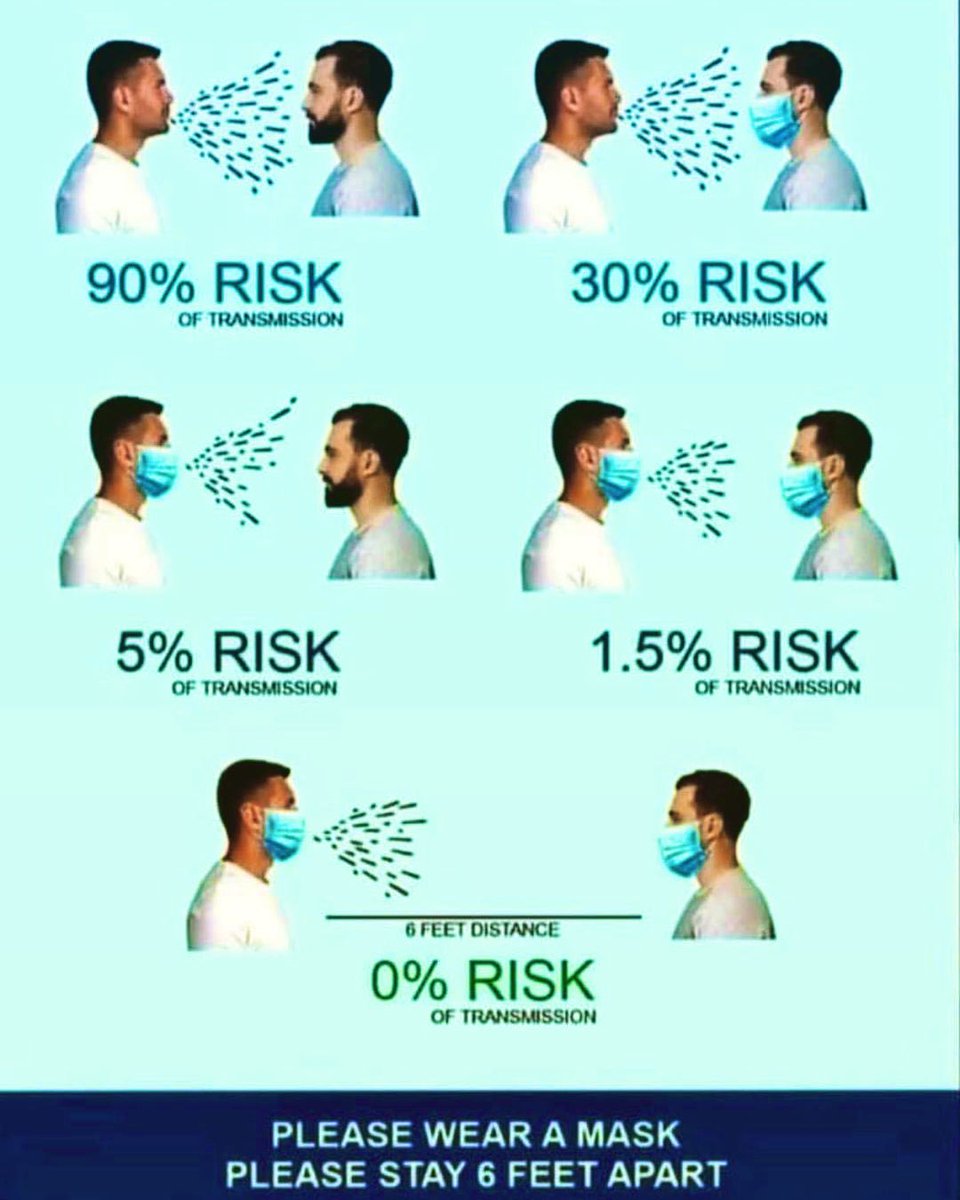 90% RISK
OF TRANSMISSION
30% RISK
OF TRANSMISSION
5% RISK
OF TRANSMISSION
1.5% RISK
OF TRANSMISSION
6 FEET DISTANCE
0% RISK
OF TRANSMISSION
PLEASE WEAR A MASK
PLEASE STAY 6 FEET APART